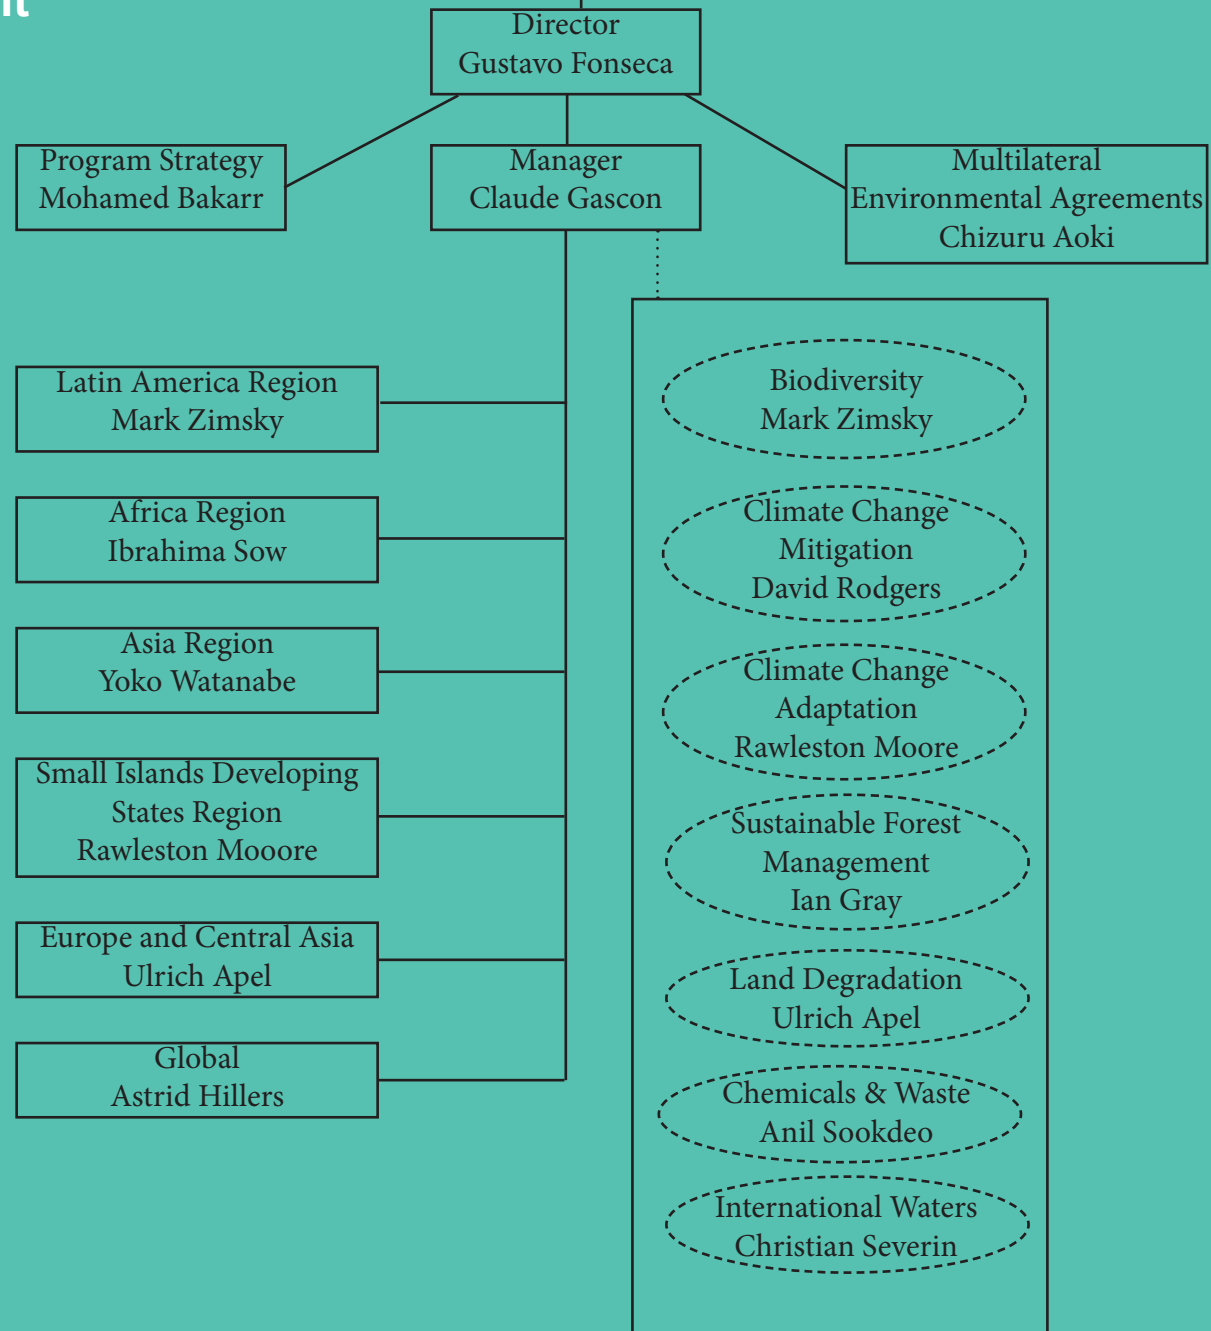 Director
Gustavo Fonseca
Program Strategy
Mohamed Bakarr
Manager
Claude Gascon
Multilateral
Environmental Agreements
Chizuru Aoki
Latin America Region
Mark Zimsky
Africa Region
Ibrahima Sow
Asia Region
Yoko Watanabe
Small Islands Developing
States Region
Rawleston Mooore
Europe and Central Asia
Ulrich Apel
Global
Astrid Hillers
Biodiversity
Mark Zimsky
Climate Change
Mitigation
David Rodgers
Climate Change
Adaptation
Rawleston Moore
Sustainable Forest
Management
Ian Gray
Land Degradation
Ulrich Apel
Chemicals & Waste
Anil Sookdeo
International Waters
Christian Severin